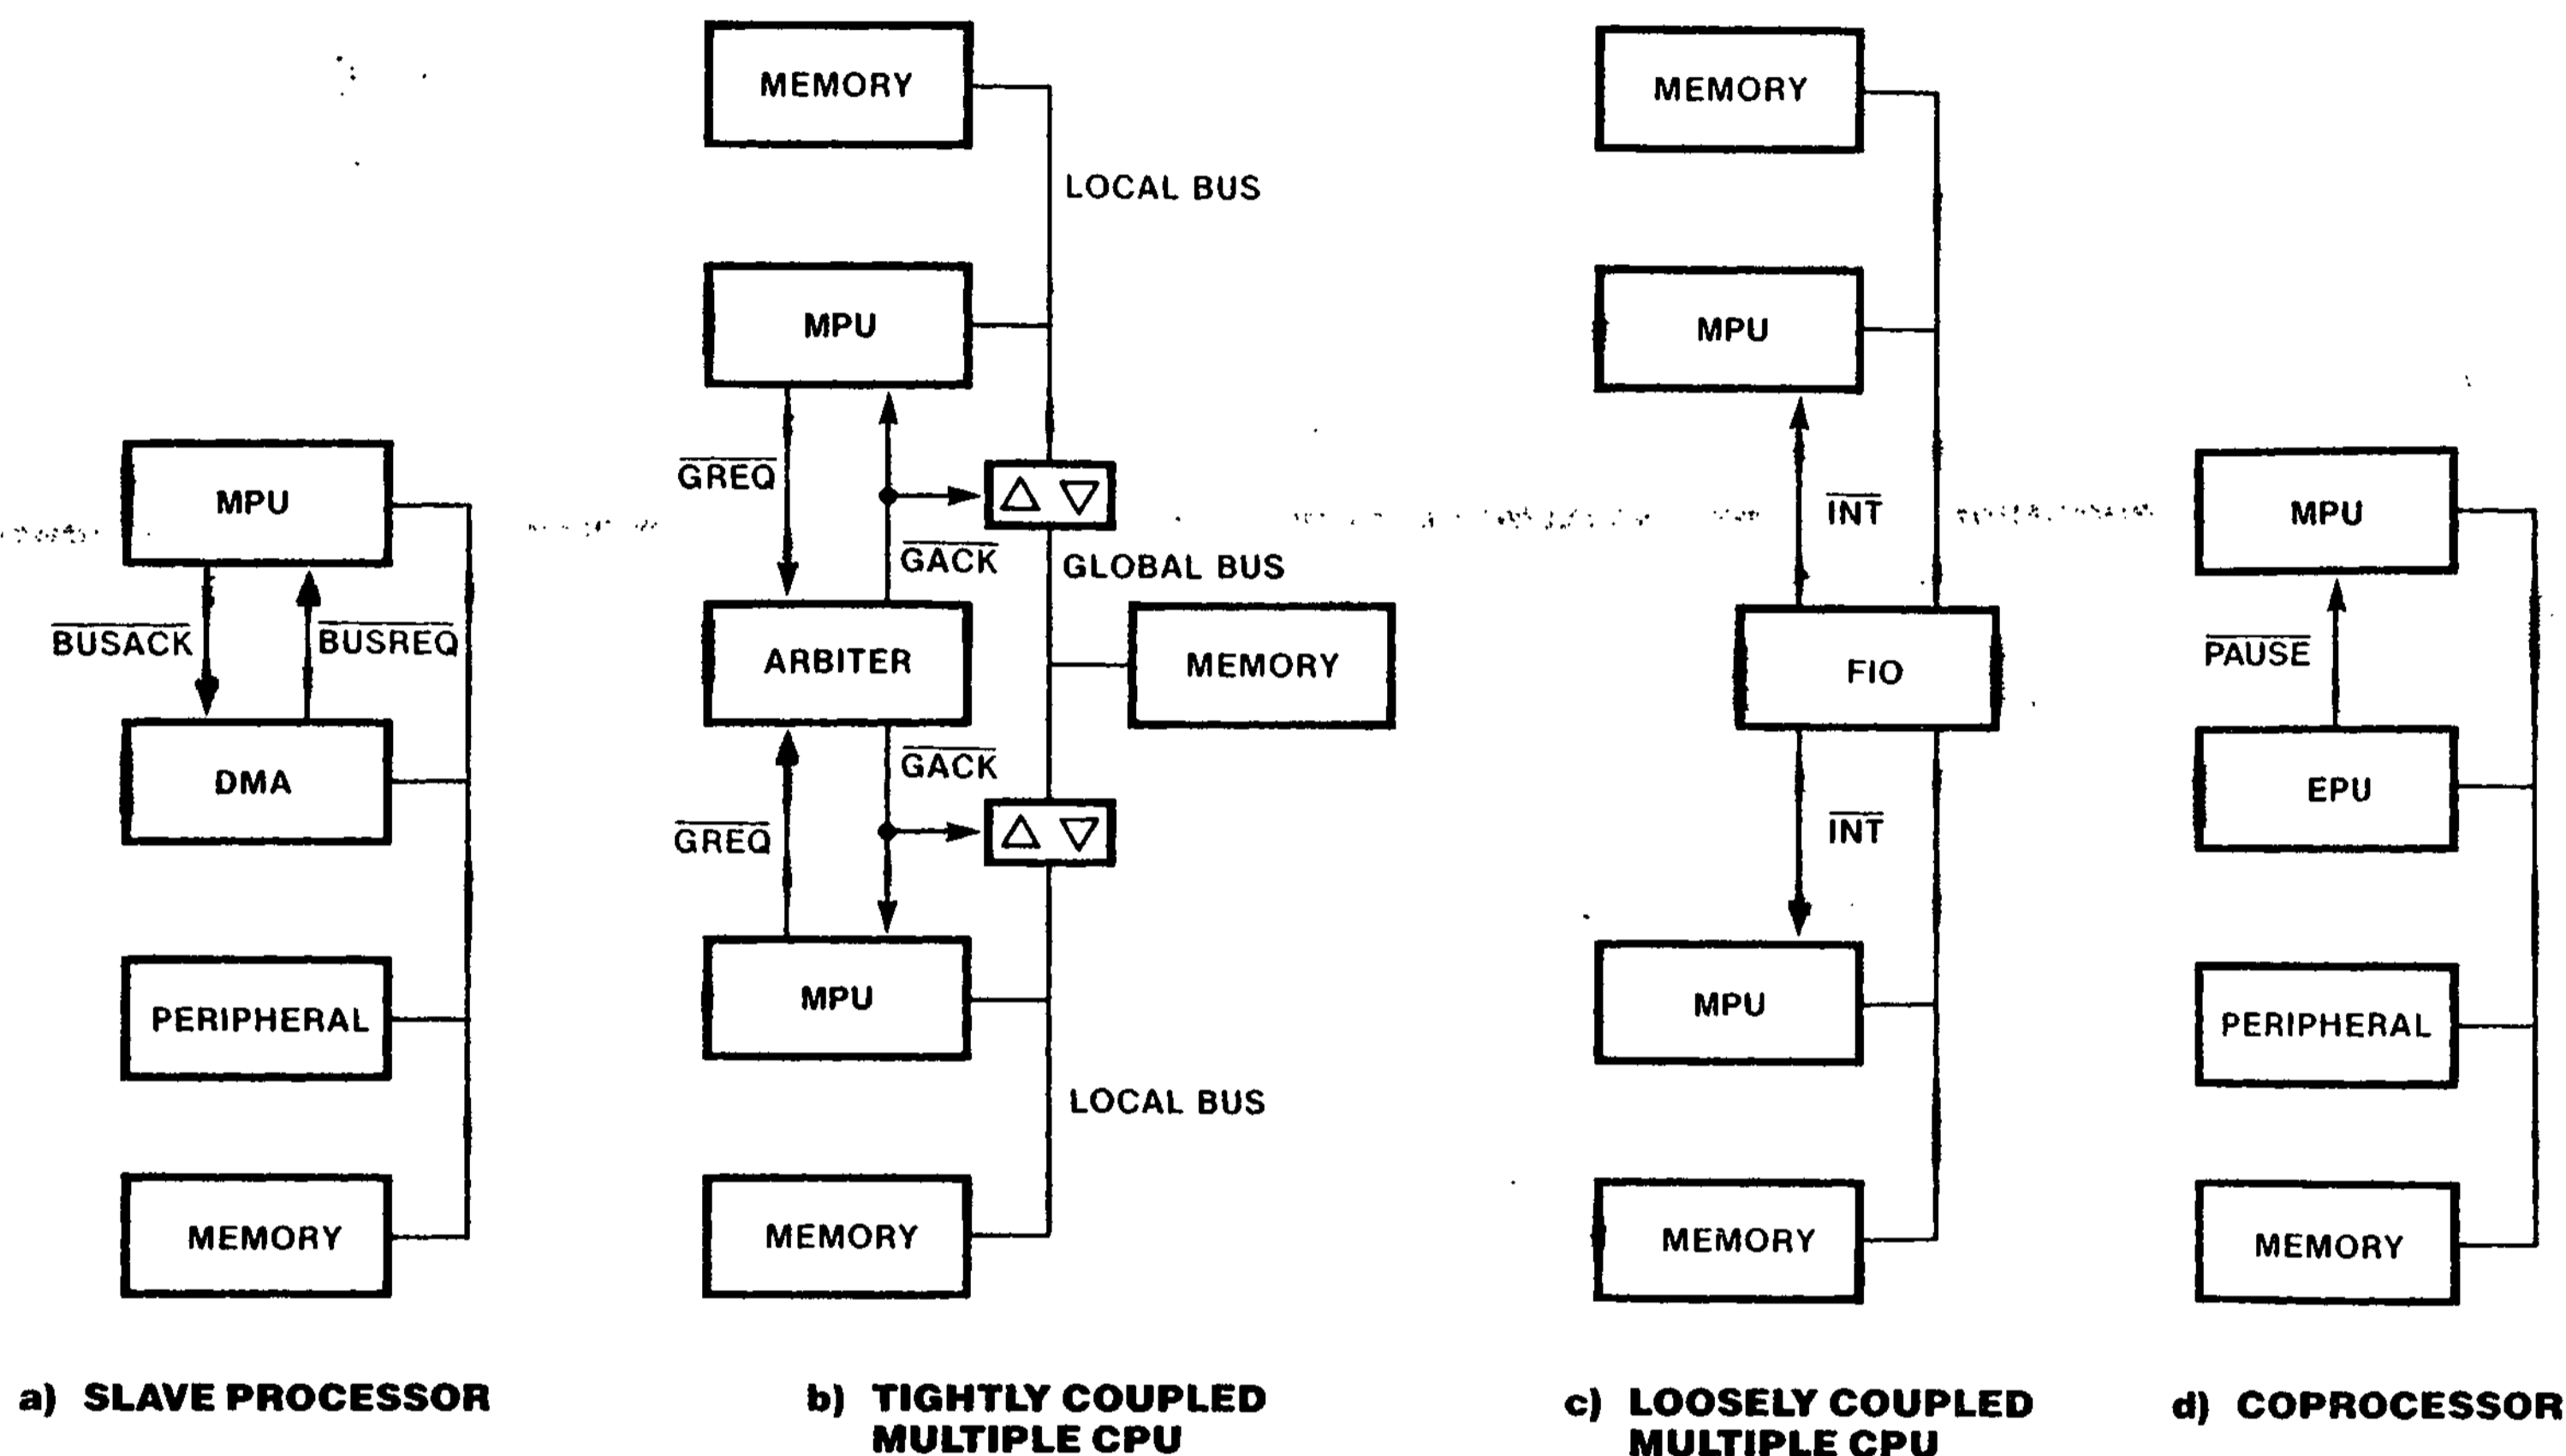 MPU
BUSACK
BUSREQ
DMA
PERIPHERAL
MEMORY
a) SLAVE PROCESSOR
MEMORY
LOCAL BUS
MPU
GREQ
GACK
GLOBAL BUS
ARBITER
MEMORY
GACK
GREQ
MPU
LOCAL BUS
MEMORY
b) TIGHTLY COUPLED
MULTIPLE CPU
MEMORY
MPU
INT
FIO
INT
MPU
MEMORY
c) LOOSELY COUPLED
MULTIPLE CPU
MPU
PAUSE
EPU
PERIPHERAL
MEMORY
d) COPROCESSOR